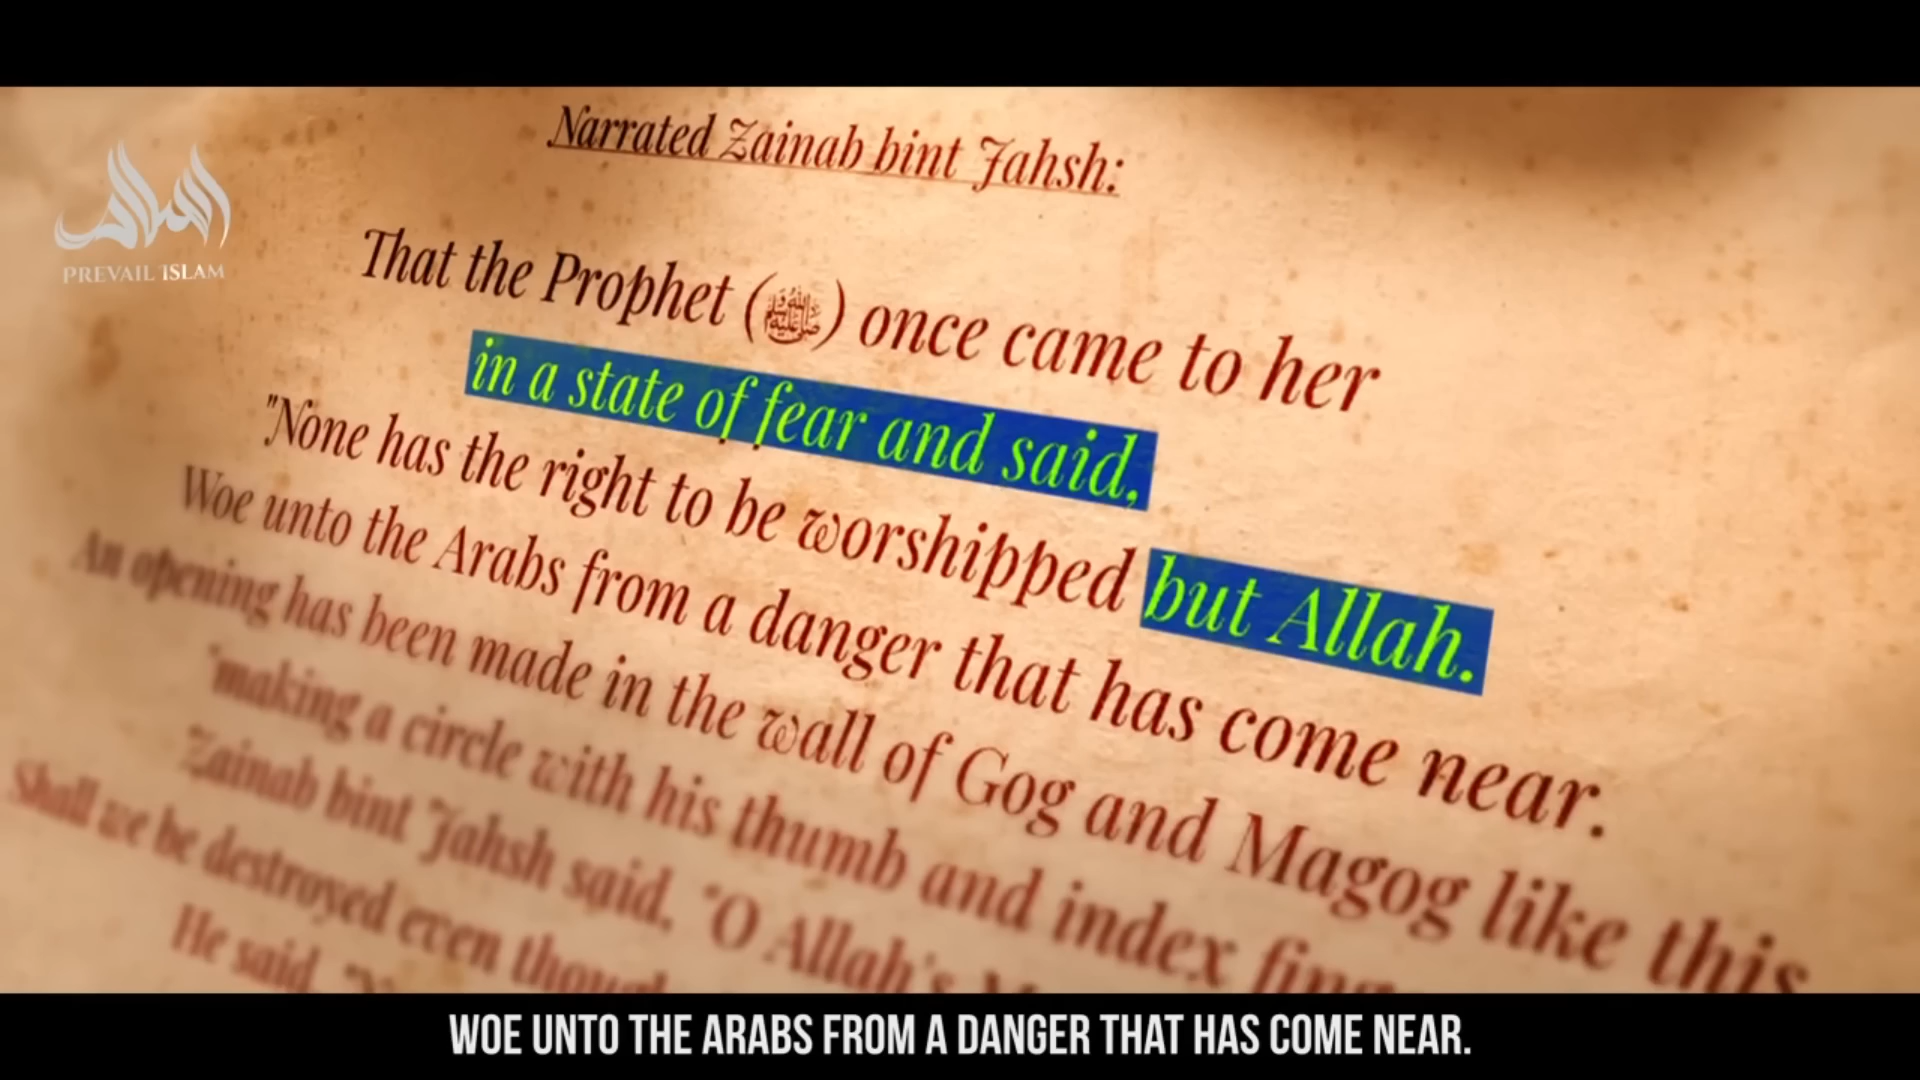 Narrated Zainab bint Jahsh:
That the Prophet (ﷺ) once came to her
in a state of fear and said,
"None has the right to be worshipped but Allah.
Woe unto the Arabs from a danger that has come near.
An opening has been made in the wall of Gog and Magog like this
"making a circle with his thumb and index
Zainab bint Jahsh said, "O Allah's
Shall we be destroyed even though
He said,
PREVAIL ISLAM
WOE UNTO THE ARABS FROM A DANGER THAT HAS COME NEAR.